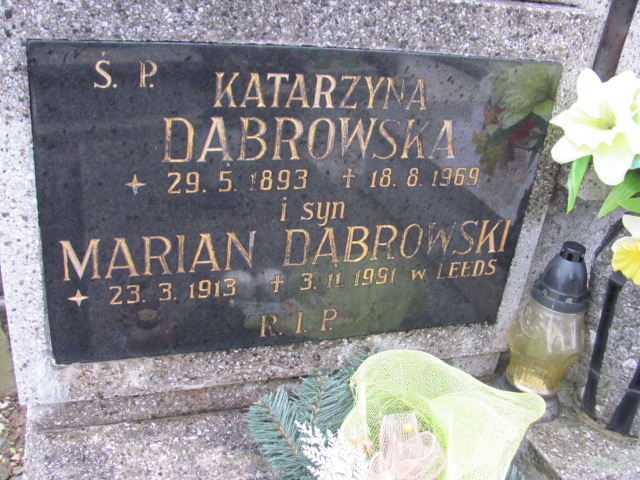 Ś. P.
KATARZYNA
DĄBROWSKA
✦ 29. 5. 1893 ✝ 18. 8. 1969
i syn
MARIAN DĄBROWSKI
✦ 23. 3. 1913 ✝ 3. 11. 1991 w LEEDS
R. I. P.